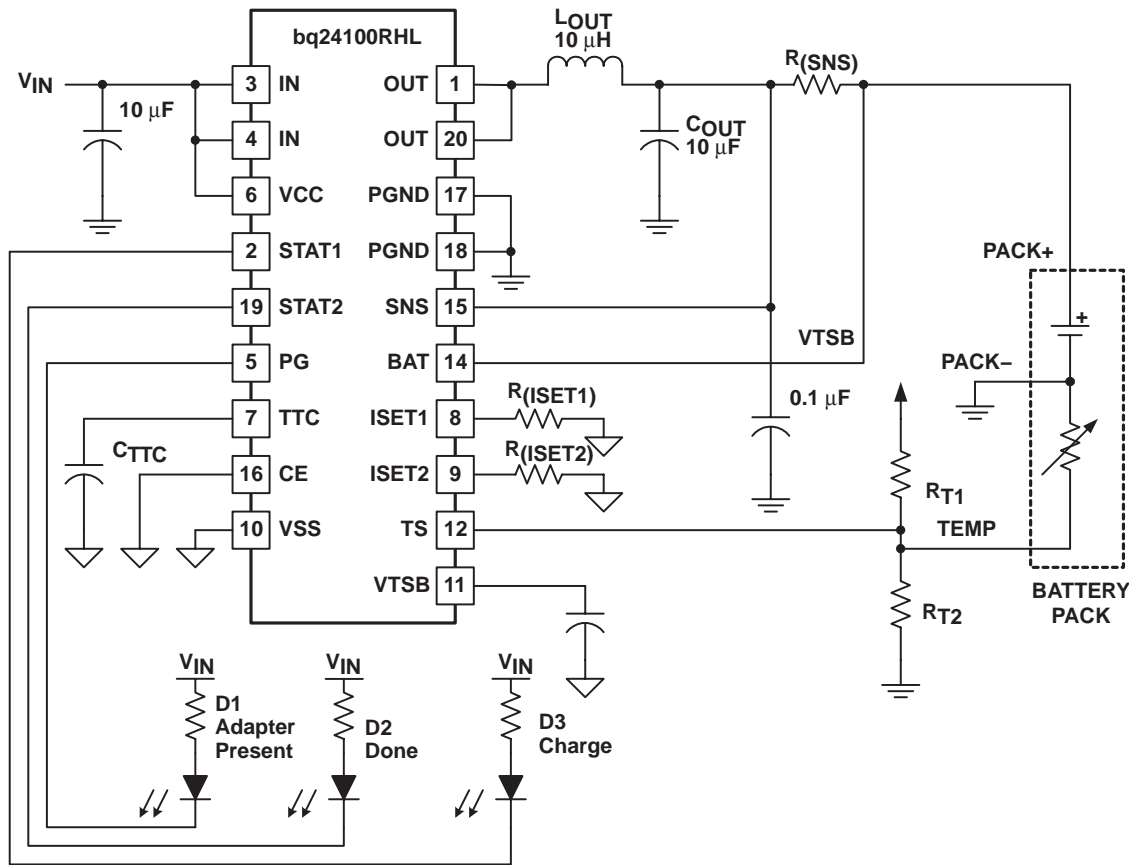 bq24100RHL
LOUT
10 μH
R(SNS)
VIN
10 μF
3 IN
OUT 1
4 IN
OUT 20
COUT
10 μF
6 VCC
PGND 17
2 STAT1
PGND 18
PACK+
19 STAT2
SNS 15
+
VTSB
5 PG
BAT 14
PACK–
7 TTC
ISET1 8
R(ISET1)
0.1 μF
CTTC
16 CE
ISET2 9
R(ISET2)
RT1
10 VSS
TS 12
TEMP
VTSB 11
BATTERY
PACK
RT2
VIN
VIN
VIN
D1
Adapter
Present
D2
Done
D3
Charge